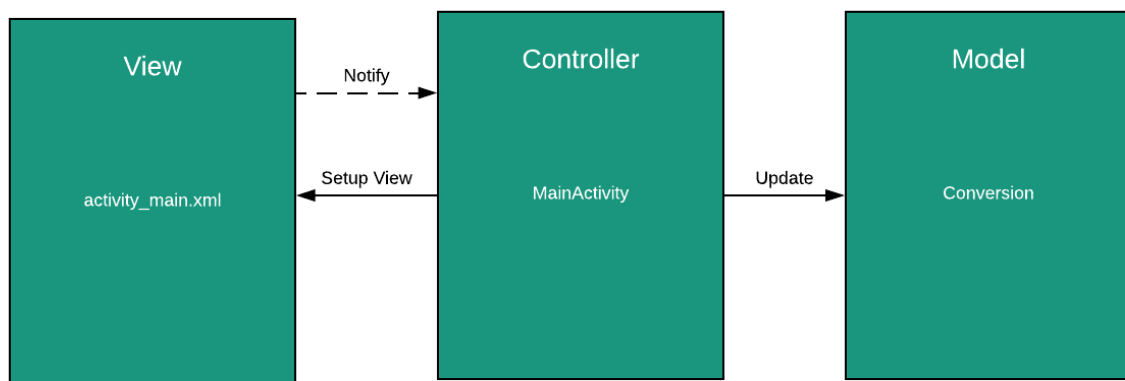 View
Controller
Model
Notify
activity_main.xml
Setup View
MainActivity
Update
Conversion